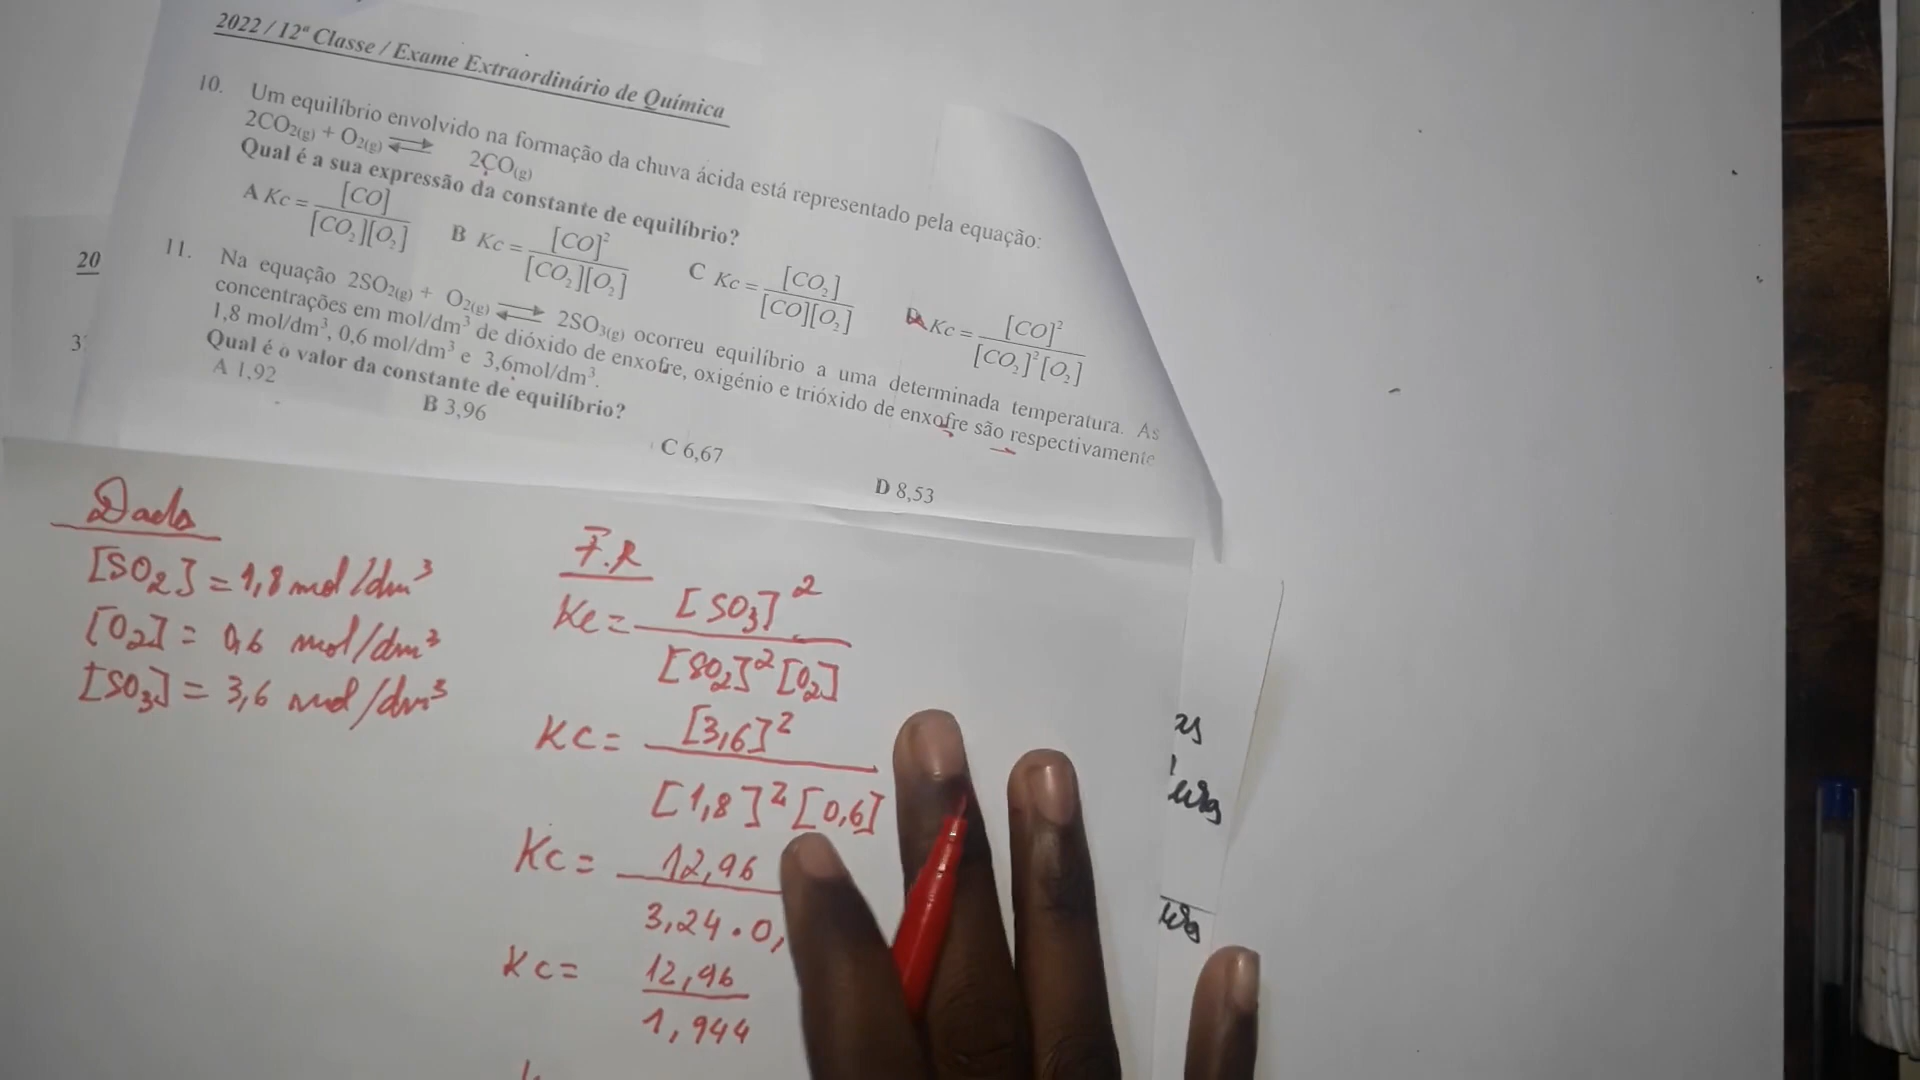 2022 / 12ª Classe / Exame Extraordinário de Química
10. Um equilíbrio envolvido na formação da chuva ácida está representado pela equação:
2CO₂(g) + O₂(g) ⇌ 2CO(g)
Qual é a sua expressão da constante de equilíbrio?
A Kc = [CO] / [CO₂][O₂] B Kc = [CO]² / [CO₂][O₂] C Kc = [CO₂] / [CO][O₂] D Kc = [CO]² / [CO₂]²[O₂]
11. Na equação 2SO₂(g) + O₂(g) ⇌ 2SO₃(g) ocorreu equilíbrio a uma determinada temperatura. As
concentrações em mol/dm³ de dióxido de enxofre, oxigénio e trióxido de enxofre são respectivamente
1,8 mol/dm³, 0,6 mol/dm³ e 3,6mol/dm³.
Qual é o valor da constante de equilíbrio?
A 1,92 B 3,96 C 6,67 D 8,53
20
Dados
[SO₂] = 1,8 mol/dm³
[O₂] = 0,6 mol/dm³
[SO₃] = 3,6 mol/dm³
F.R
Kc = [SO₃]² / [SO₂]²[O₂]
Kc = [3,6]² / [1,8]²[0,6]
Kc = 12,96 / 3,24 . 0,
Kc = 12,96 / 1,944